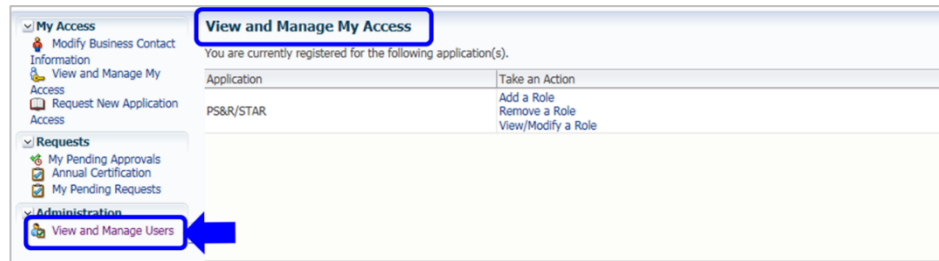 My Access
Modify Business Contact
Information
View and Manage My
Access
Request New Application
Access
Requests
My Pending Approvals
Annual Certification
My Pending Requests
Administration
View and Manage Users
View and Manage My Access
You are currently registered for the following application(s).
Application Take an Action
PS&R/STAR
Add a Role
Remove a Role
View/Modify a Role